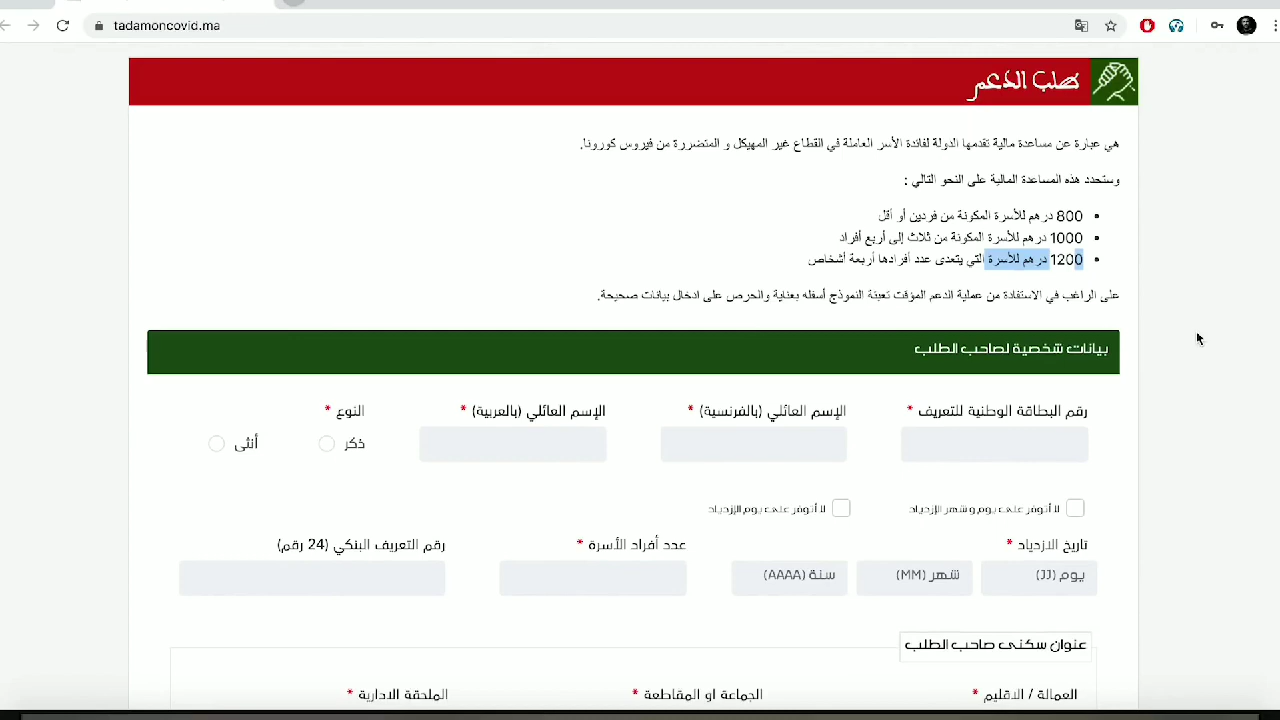 tadamoncovid.ma
طلب الدعم
هي عبارة عن مساعدة مالية تقدمها الدولة لفائدة الأسر العاملة في القطاع غير المهيكل و المتضررة من فيروس كورونا.
وستحدد هذه المساعدة المالية على النحو التالي :
800 درهم للأسرة المكونة من فردين أو أقل
1000 درهم للأسرة المكونة من ثلاث إلى أربع أفراد
1200 درهم للأسرة التي يتعدى عدد أفرادها أربعة أشخاص
على الراغب في الاستفادة من عملية الدعم المؤقت تعبئة النموذج أسفله بعناية والحرص على ادخال بيانات صحيحة.
بيانات شخصية لصاحب الطلب
رقم البطاقة الوطنية للتعريف * الإسم العائلي (بالفرنسية) * الإسم العائلي (بالعربية) * النوع *
ذكر أنثى
لا أتوفر على يوم و شهر الإزدياد لا أتوفر على يوم الإزدياد
تاريخ الازدياد * عدد أفراد الأسرة * رقم التعريف البنكي (24 رقم)
يوم (JJ) شهر (MM) سنة (AAAA)
عنوان سكنى صاحب الطلب
العمالة / الاقليم * الجماعة او المقاطعة * الملحقة الادارية *